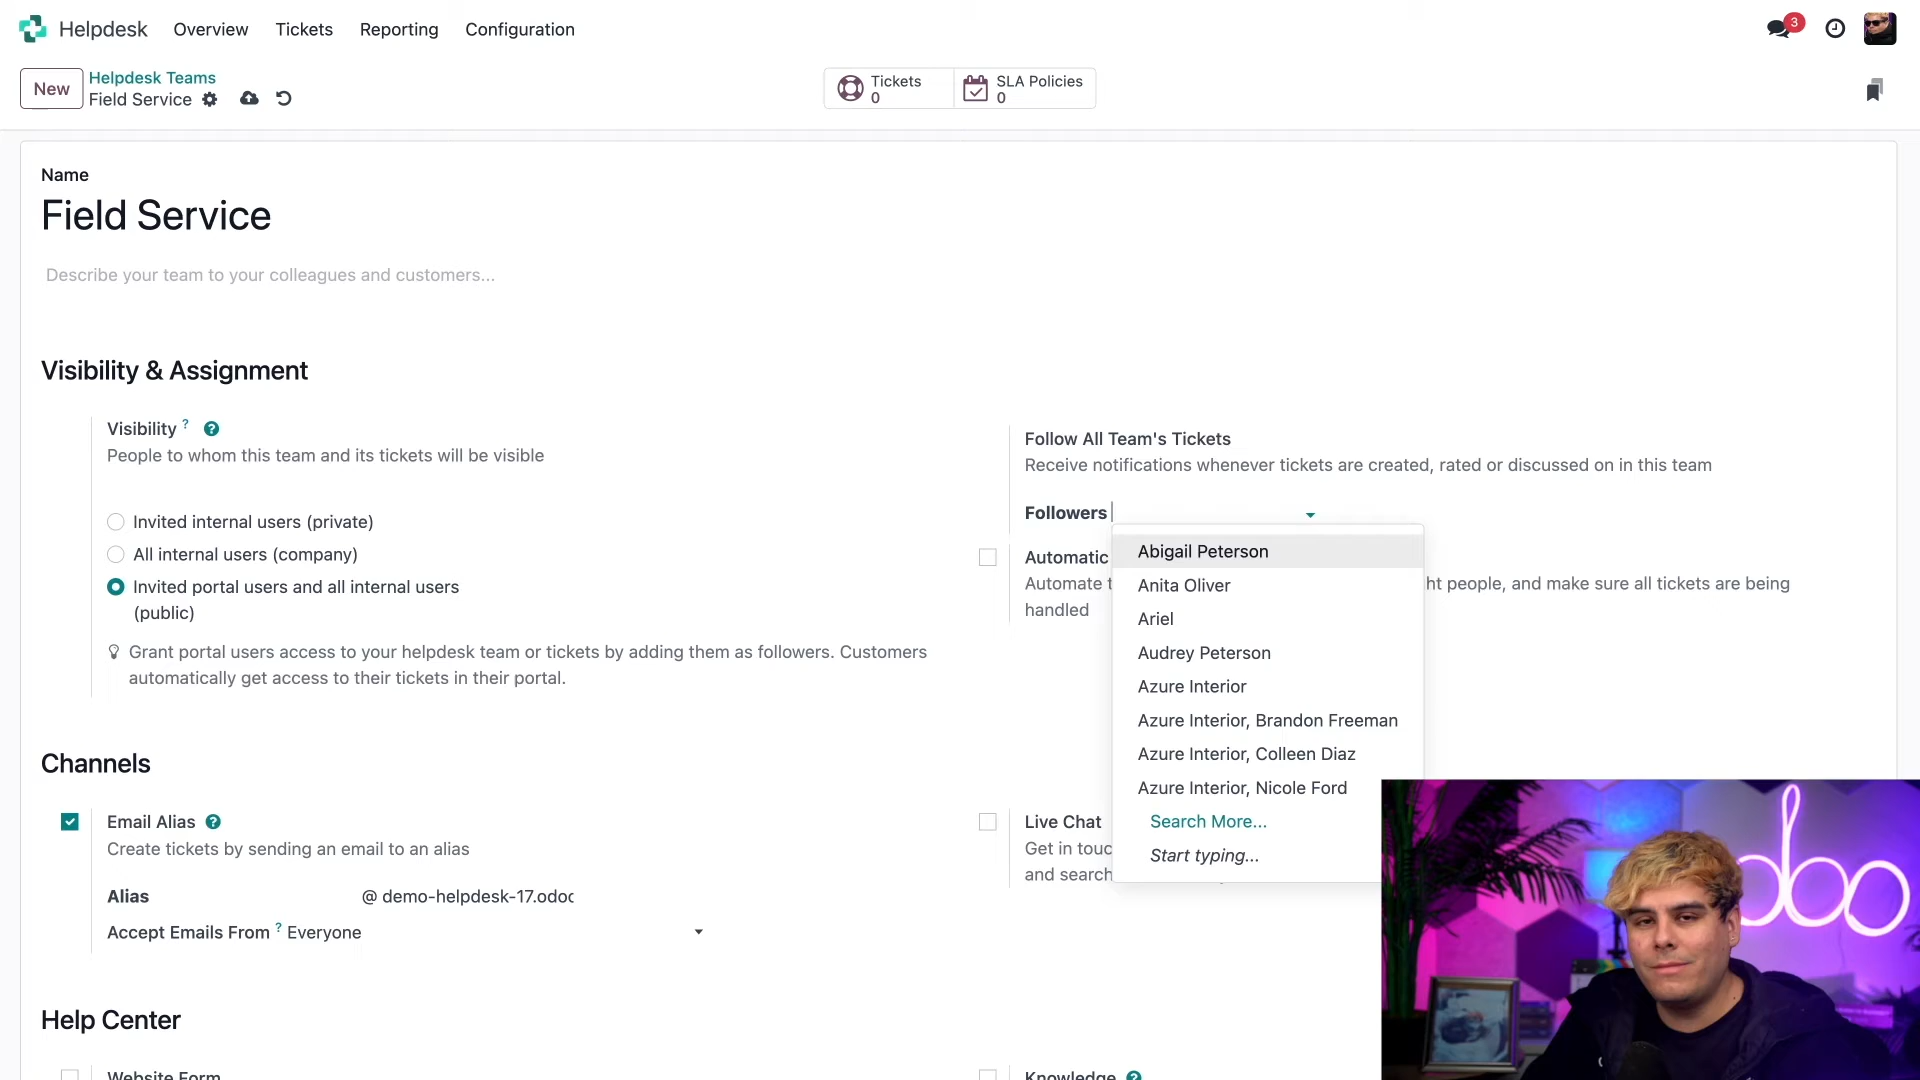 Helpdesk Overview Tickets Reporting Configuration 3
New Helpdesk Teams
Field Service
Tickets
0
SLA Policies
0
Name
Field Service
Describe your team to your colleagues and customers...
Visibility & Assignment
Visibility ? ?
People to whom this team and its tickets will be visible
Invited internal users (private)
All internal users (company)
Invited portal users and all internal users
(public)
Grant portal users access to your helpdesk team or tickets by adding them as followers. Customers
automatically get access to their tickets in their portal.
Follow All Team's Tickets
Receive notifications whenever tickets are created, rated or discussed on in this team
Followers
Automatic
Automate t ht people, and make sure all tickets are being
handled
Abigail Peterson
Anita Oliver
Ariel
Audrey Peterson
Azure Interior
Azure Interior, Brandon Freeman
Azure Interior, Colleen Diaz
Azure Interior, Nicole Ford
Search More...
Start typing...
Channels
Email Alias ?
Create tickets by sending an email to an alias
Alias @ demo-helpdesk-17.odoc
Accept Emails From ? Everyone
Live Chat
Get in touc
and search
Help Center
Website Form
Knowledge ?